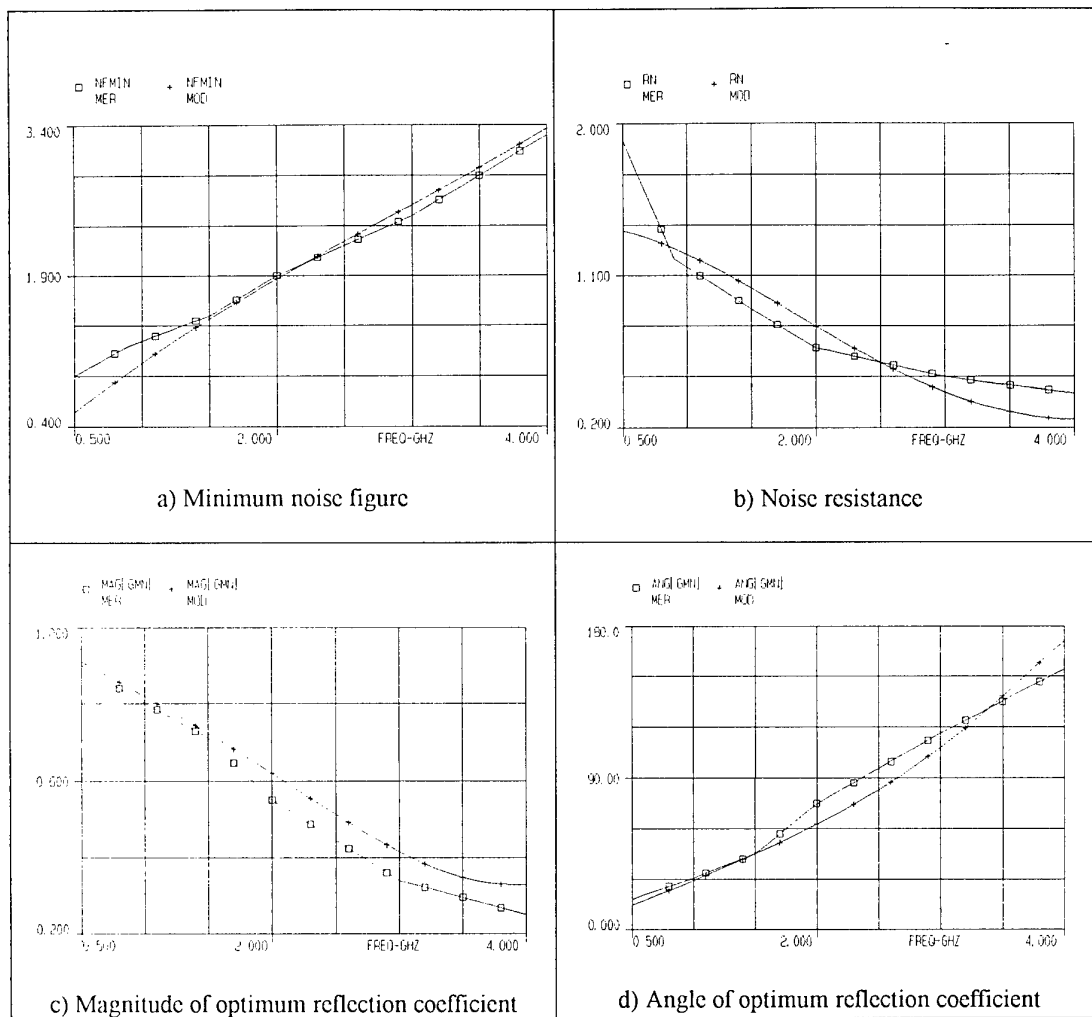 NFMIN
MER
NFMIN
MOD
3.400
1.900
0.400
0.500
2.000
FREQ-GHZ
4.000
a) Minimum noise figure
RN
MER
RN
MOD
2.000
1.100
0.200
0.500
2.000
FREQ-GHZ
4.000
b) Noise resistance
MAG[GMN]
MER
MAG[GMN]
MOD
0.200
2.000
FREQ-GHZ
4.000
c) Magnitude of optimum reflection coefficient
ANG[GMN]
MER
ANG[GMN]
MOD
90.00
0.000
0.500
2.000
FREQ-GHZ
4.000
d) Angle of optimum reflection coefficient